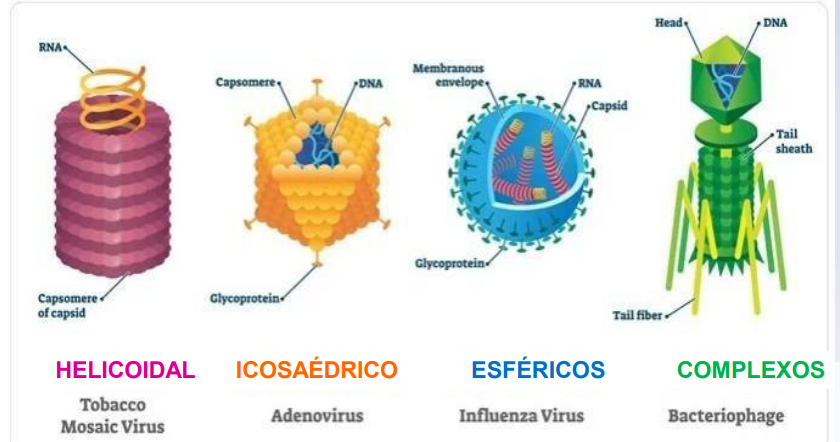 RNA
Capsomere
of capsid
HELICOIDAL
Tobacco
Mosaic Virus
Capsomere
DNA
Glycoprotein
ICOSAÉDRICO
Adenovirus
Membranous
envelope
RNA
Capsid
Glycoprotein
ESFÉRICOS
Influenza Virus
Head
DNA
Tail
sheath
Tail fiber
COMPLEXOS
Bacteriophage